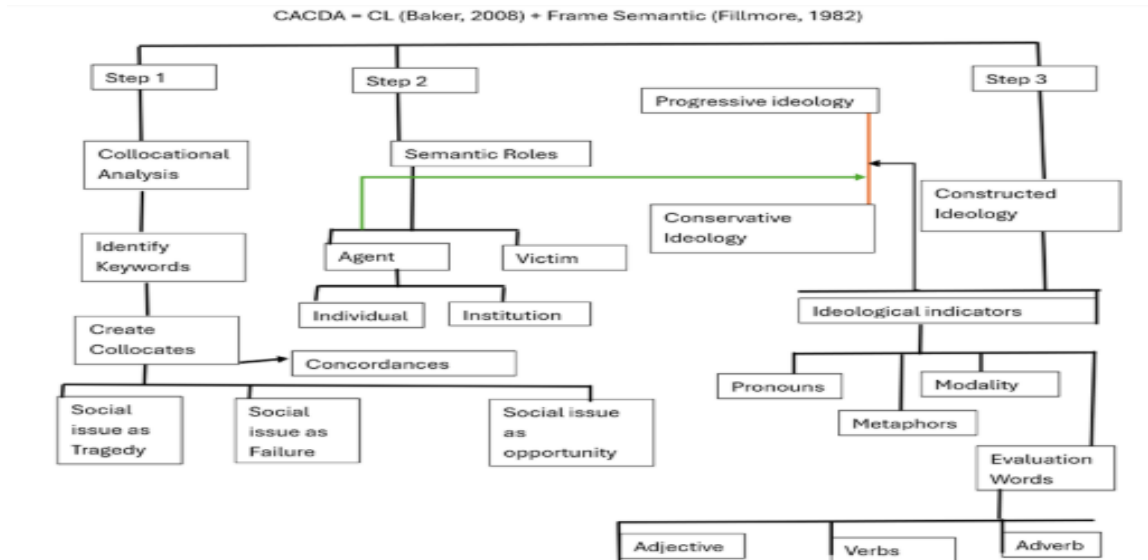 CACDA = CL (Baker, 2008) + Frame Semantic (Fillmore, 1982)
Step 1
Step 2
Step 3
Progressive ideology
Collocational
Analysis
Semantic Roles
Constructed
Ideology
Conservative
Ideology
Identify
Keywords
Agent
Victim
Individual
Institution
Ideological indicators
Create
Collocates
Concordances
Pronouns
Modality
Metaphors
Social
issue as
Tragedy
Social
issue as
Failure
Social issue
as
opportunity
Evaluation
Words
Adjective
Verbs
Adverb